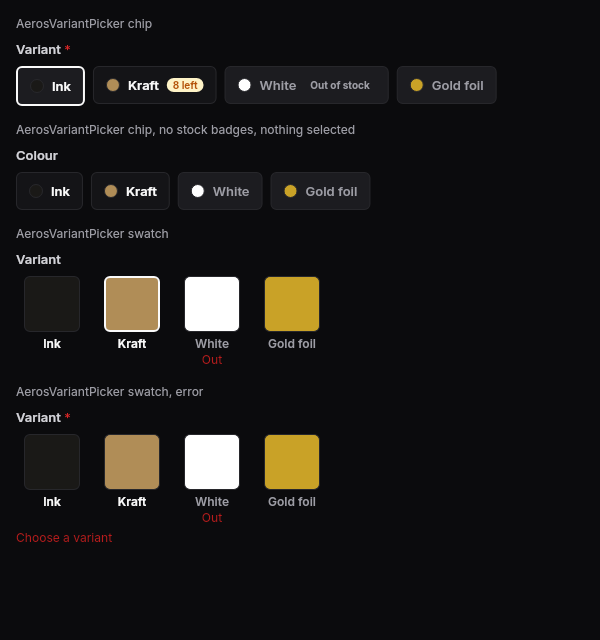 AerosVariantPicker chip
Variant *
Ink Kraft 8 left White Out of stock Gold foil
AerosVariantPicker chip, no stock badges, nothing selected
Colour
Ink Kraft White Gold foil
AerosVariantPicker swatch
Variant
Ink Kraft White Gold foil
Out
AerosVariantPicker swatch, error
Variant *
Ink Kraft White Gold foil
Out
Choose a variant